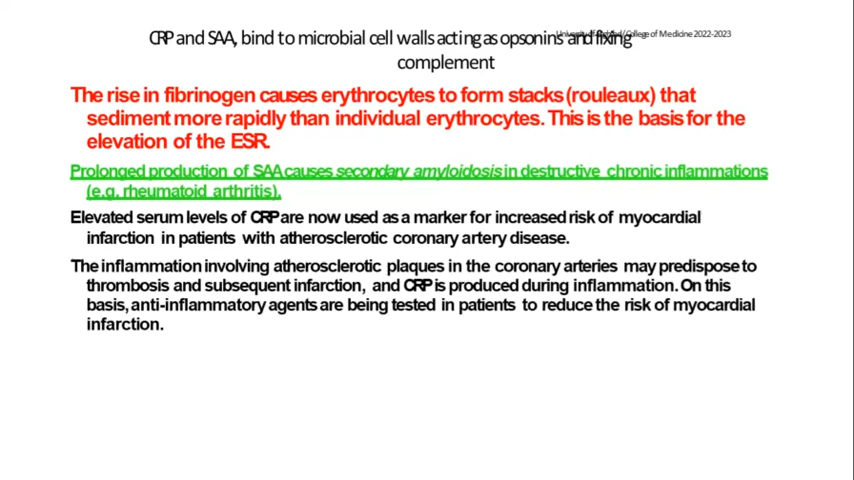 CRP and SAA, bind to microbial cell walls acting as opsonins and fixing
complement
College of Medicine 2022-2023
The rise in fibrinogen causes erythrocytes to form stacks (rouleaux) that
sediment more rapidly than individual erythrocytes. This is the basis for the
elevation of the ESR.
Prolonged production of SAA causes secondary amyloidosis in destructive chronic inflammations
(e.g. rheumatoid arthritis).
Elevated serum levels of CRP are now used as a marker for increased risk of myocardial
infarction in patients with atherosclerotic coronary artery disease.
The inflammation involving atherosclerotic plaques in the coronary arteries may predispose to
thrombosis and subsequent infarction, and CRP is produced during inflammation. On this
basis, anti-inflammatory agents are being tested in patients to reduce the risk of myocardial
infarction.